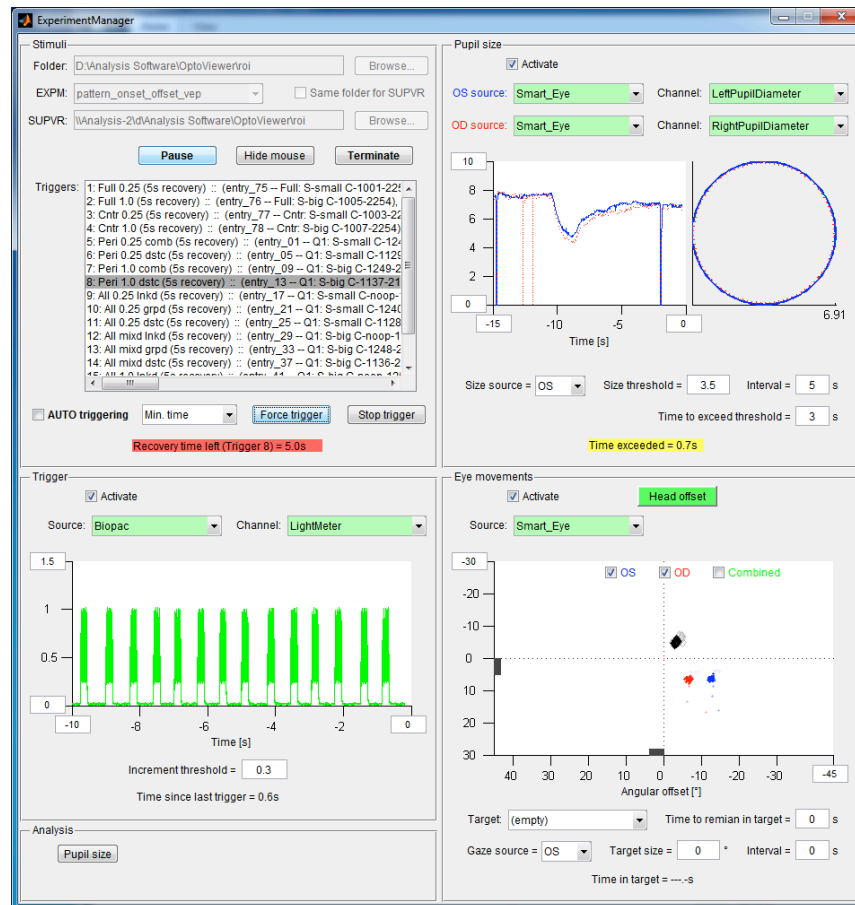 ExperimentManager
Stimuli
Folder: D:\Analysis Software\OptoViewer\roi Browse...
EXPM: pattern_onset_offset_vep Same folder for SUPVR
SUPVR: \\Analysis-2\d\Analysis Software\OptoViewer\roi Browse...
Pause Hide mouse Terminate
Triggers:
1: Full 0.25 (5s recovery) :: (entry_75 -- Full: S-small C-1001-225
2: Full 1.0 (5s recovery) :: (entry_76 -- Full: S-big C-1005-2254),
3: Cntr 0.25 (5s recovery) :: (entry_77 -- Cntr: S-small C-1003-22
4: Cntr 1.0 (5s recovery) :: (entry_78 -- Cntr: S-big C-1007-2254)
5: Peri 0.25 comb (5s recovery) :: (entry_01 -- Q1: S-small C-124
6: Peri 0.25 dstc (5s recovery) :: (entry_05 -- Q1: S-small C-1129
7: Peri 1.0 comb (5s recovery) :: (entry_09 -- Q1: S-big C-1249-2
8: Peri 1.0 dstc (5s recovery) :: (entry_13 -- Q1: S-big C-1137-21
9: All 0.25 lnkd (5s recovery) :: (entry_17 -- Q1: S-small C-noop-
10: All 0.25 grpd (5s recovery) :: (entry_21 -- Q1: S-small C-1240
11: All 0.25 dstc (5s recovery) :: (entry_25 -- Q1: S-small C-1128
12: All mixd lnkd (5s recovery) :: (entry_29 -- Q1: S-big C-noop-1
13: All mixd grpd (5s recovery) :: (entry_33 -- Q1: S-big C-1248-2
14: All mixd dstc (5s recovery) :: (entry_37 -- Q1: S-big C-1136-2
AUTO triggering Min. time Force trigger Stop trigger
Recovery time left (Trigger 8) = 5.0s
Pupil size
Activate
OS source: Smart_Eye Channel: LeftPupilDiameter
OD source: Smart_Eye Channel: RightPupilDiameter
10
8
6
4
2
0
-15 -10 -5 0
Time [s]
6.91
Size source = OS Size threshold = 3.5 Interval = 5 s
Time to exceed threshold = 3 s
Time exceeded = 0.7s
Trigger
Activate
Source: Biopac Channel: LightMeter
1.5
1
0.5
0
-10 -8 -6 -4 -2 0
Time [s]
Increment threshold = 0.3
Time since last trigger = 0.6s
Analysis
Pupil size
Eye movements
Activate Head offset
Source: Smart_Eye
OS OD Combined
-30
-20
-10
0
10
20
30
40 30 20 10 0 -10 -20 -30 -45
Angular offset [°]
Target: (empty) Time to remian in target = 0 s
Gaze source = OS Target size = 0 ° Interval = 0 s
Time in target = ---.-s